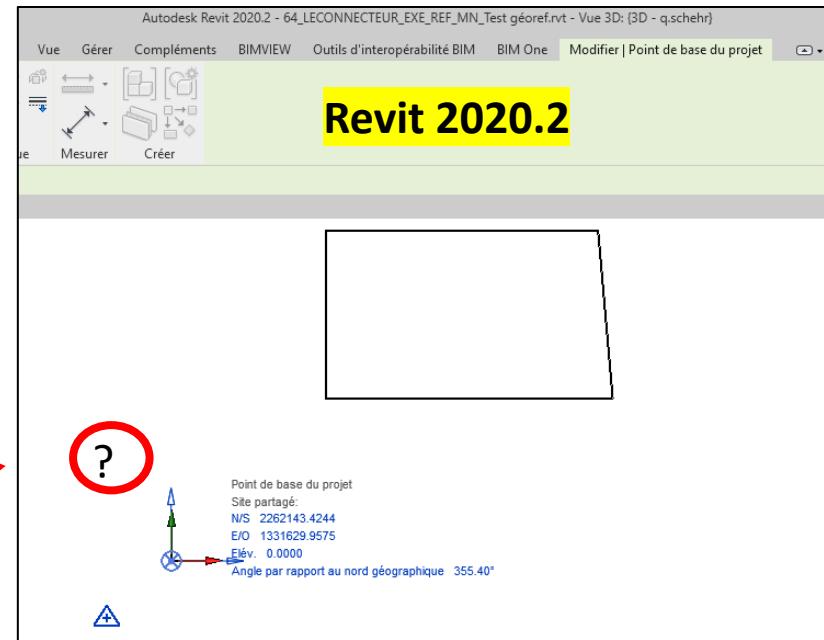 Autodesk Revit 2020.2 - 64_LECONNECTEUR_EXE_REF_MN_Test géoref.rvt - Vue 3D: {3D - q.schehr}
Vue Gérer Compléments BIMVIEW Outils d'interopérabilité BIM BIM One Modifier | Point de base du projet
Revit 2020.2
ue Mesurer Créer
?
Point de base du projet
Site partagé:
N/S 2262143.4244
E/O 1331629.9575
Elév. 0.0000
Angle par rapport au nord géographique 355.40°